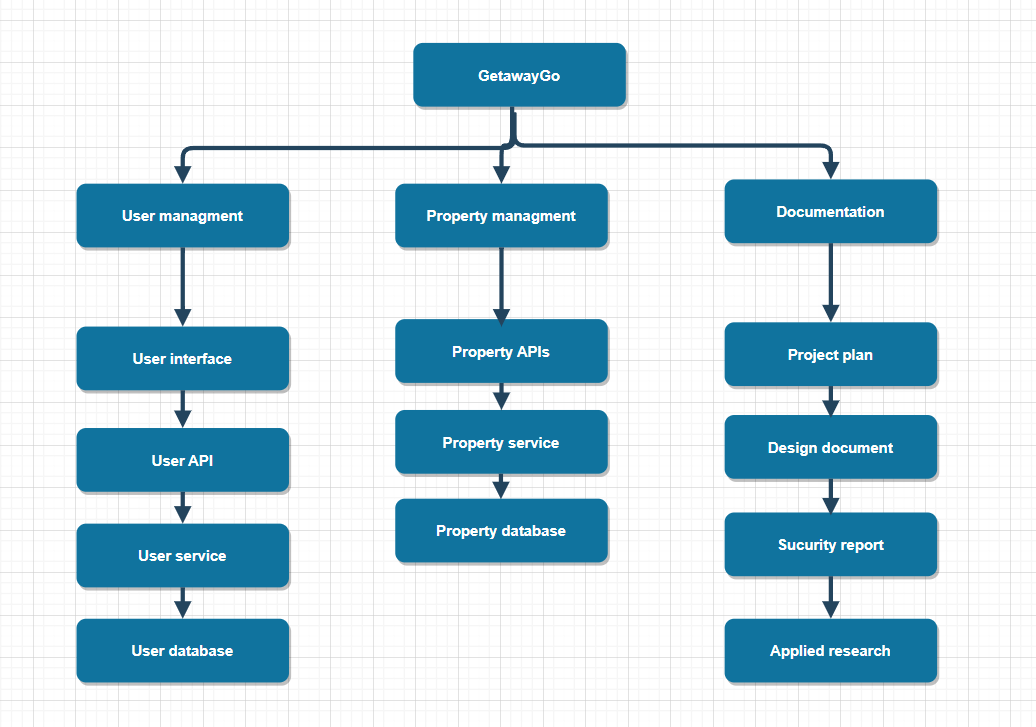 GetawayGo
User managment
Property managment
Documentation
User interface
Property APIs
Project plan
User API
Property service
Design document
User service
Property database
Sucurity report
User database
Applied research